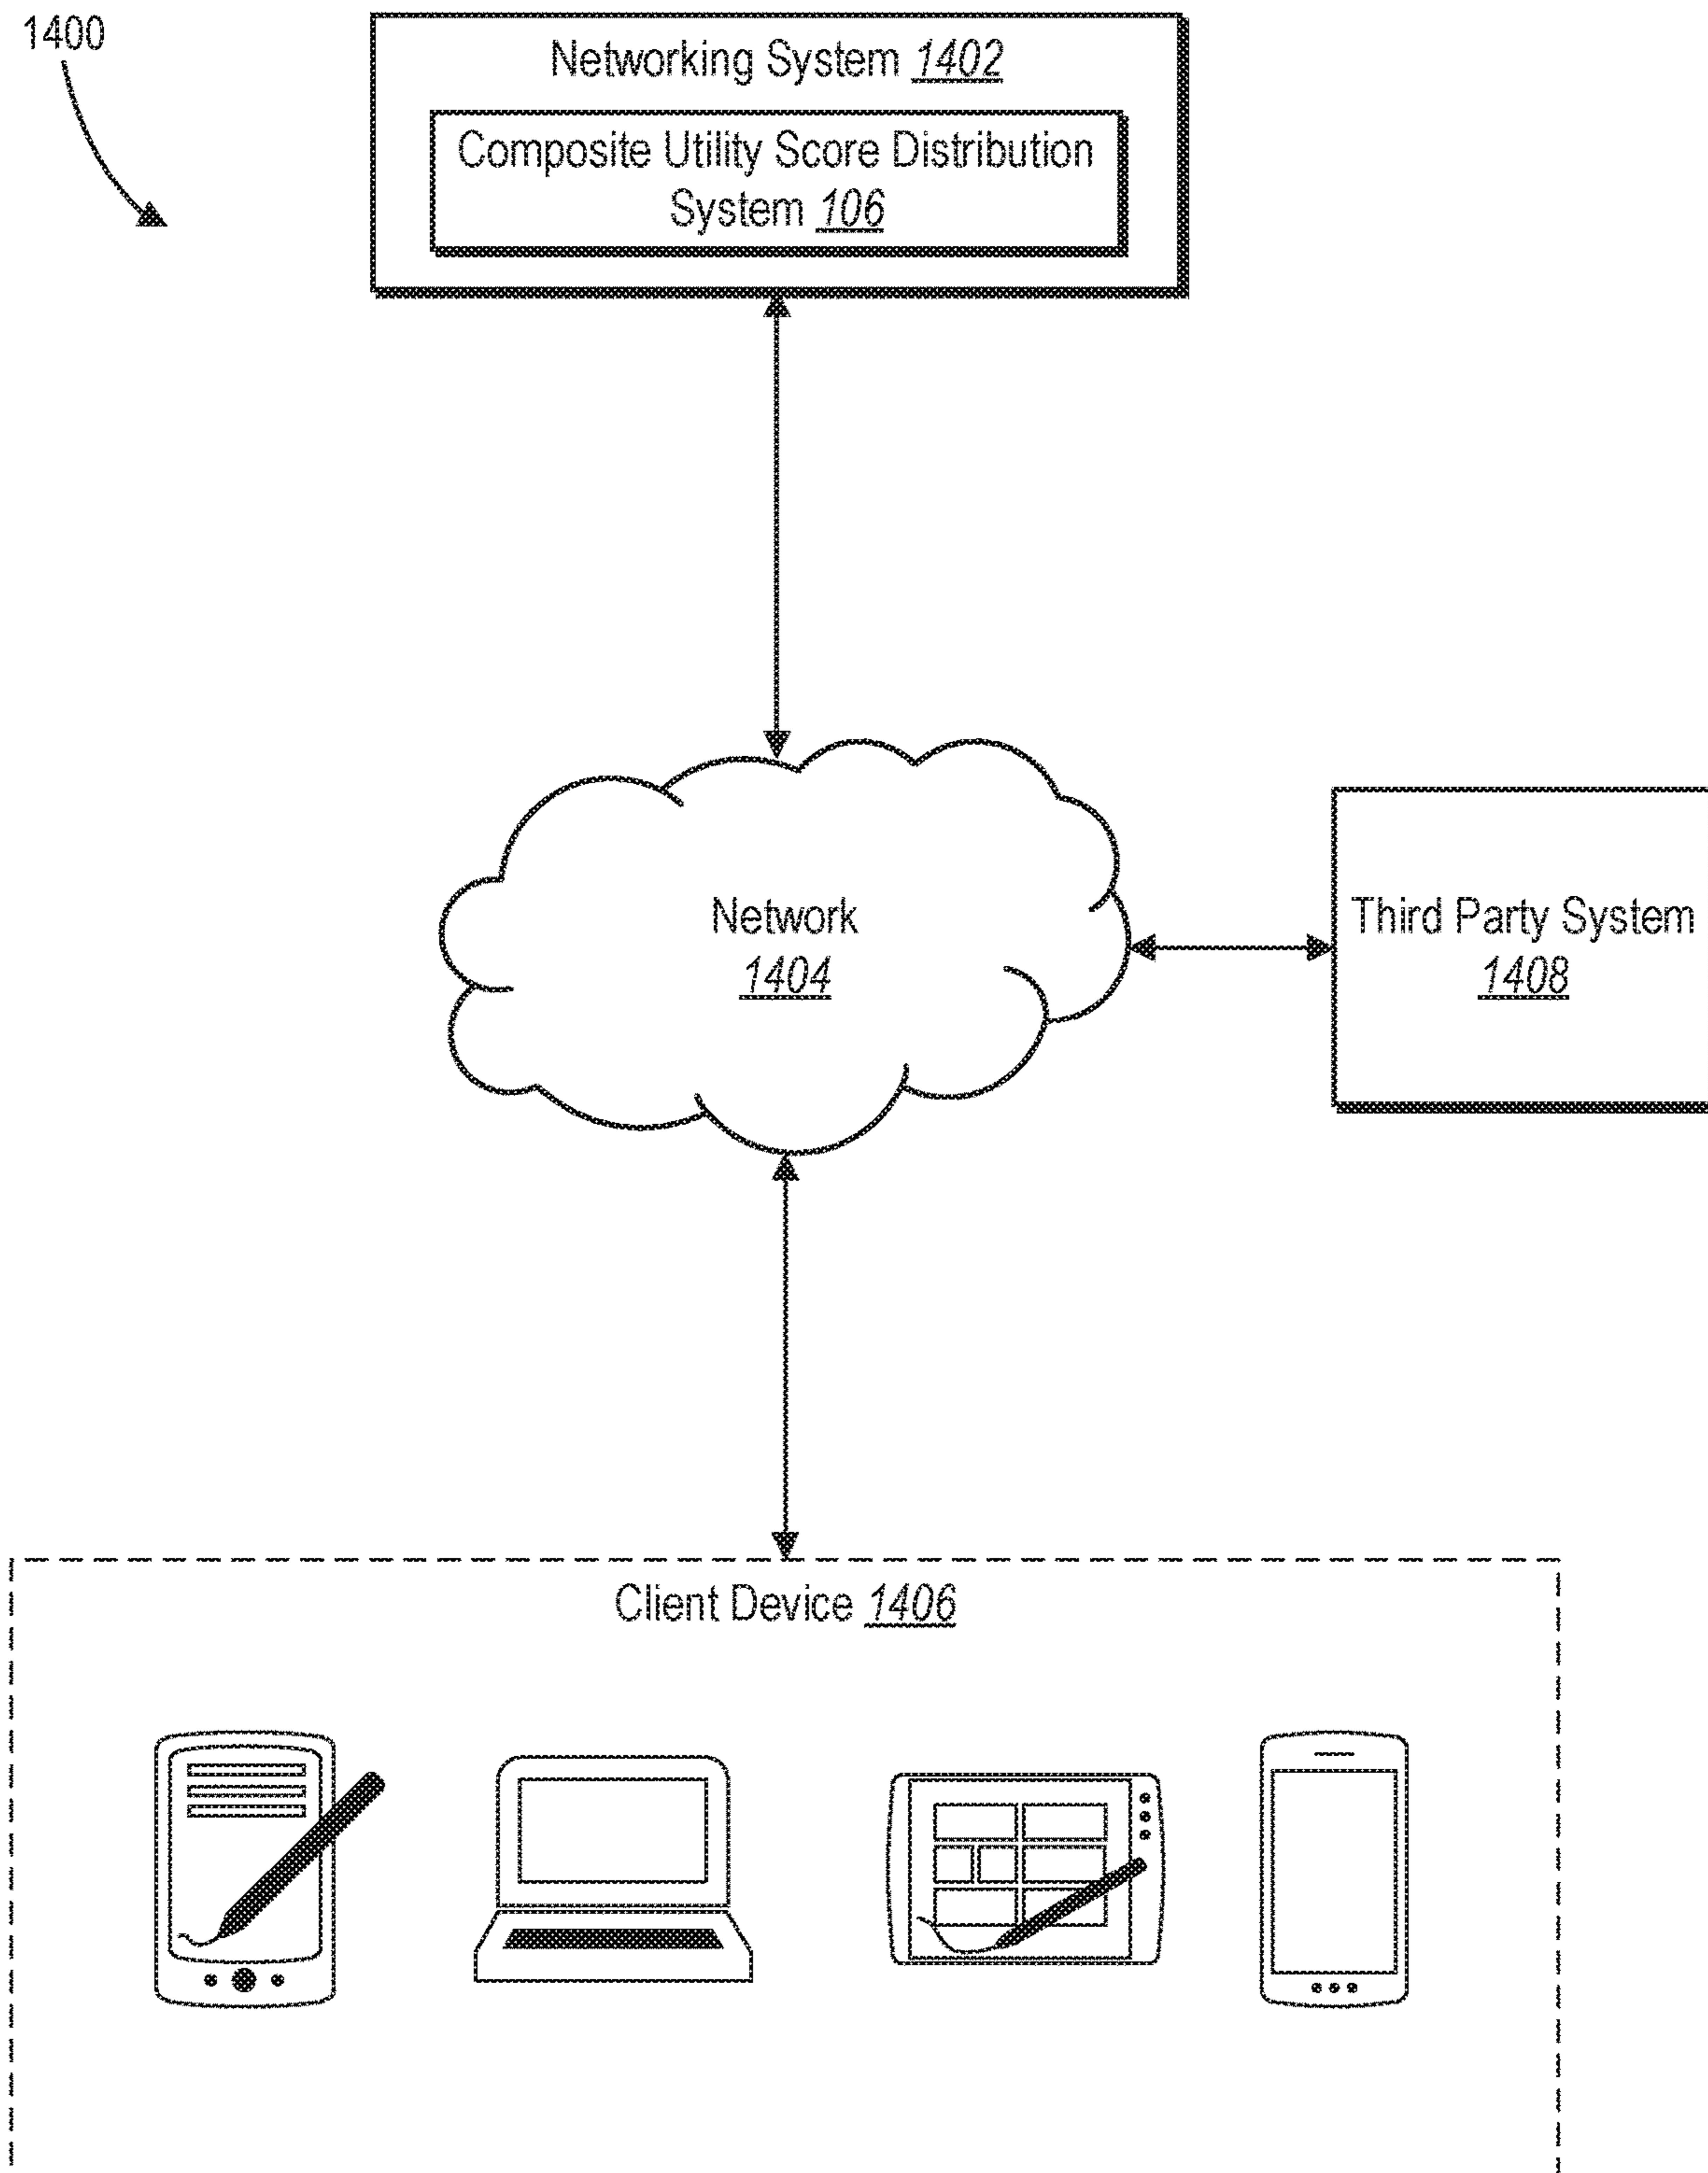 1400
Networking System 1402
Composite Utility Score Distribution
System 106
Network
1404
Third Party System
1408
Client Device 1406